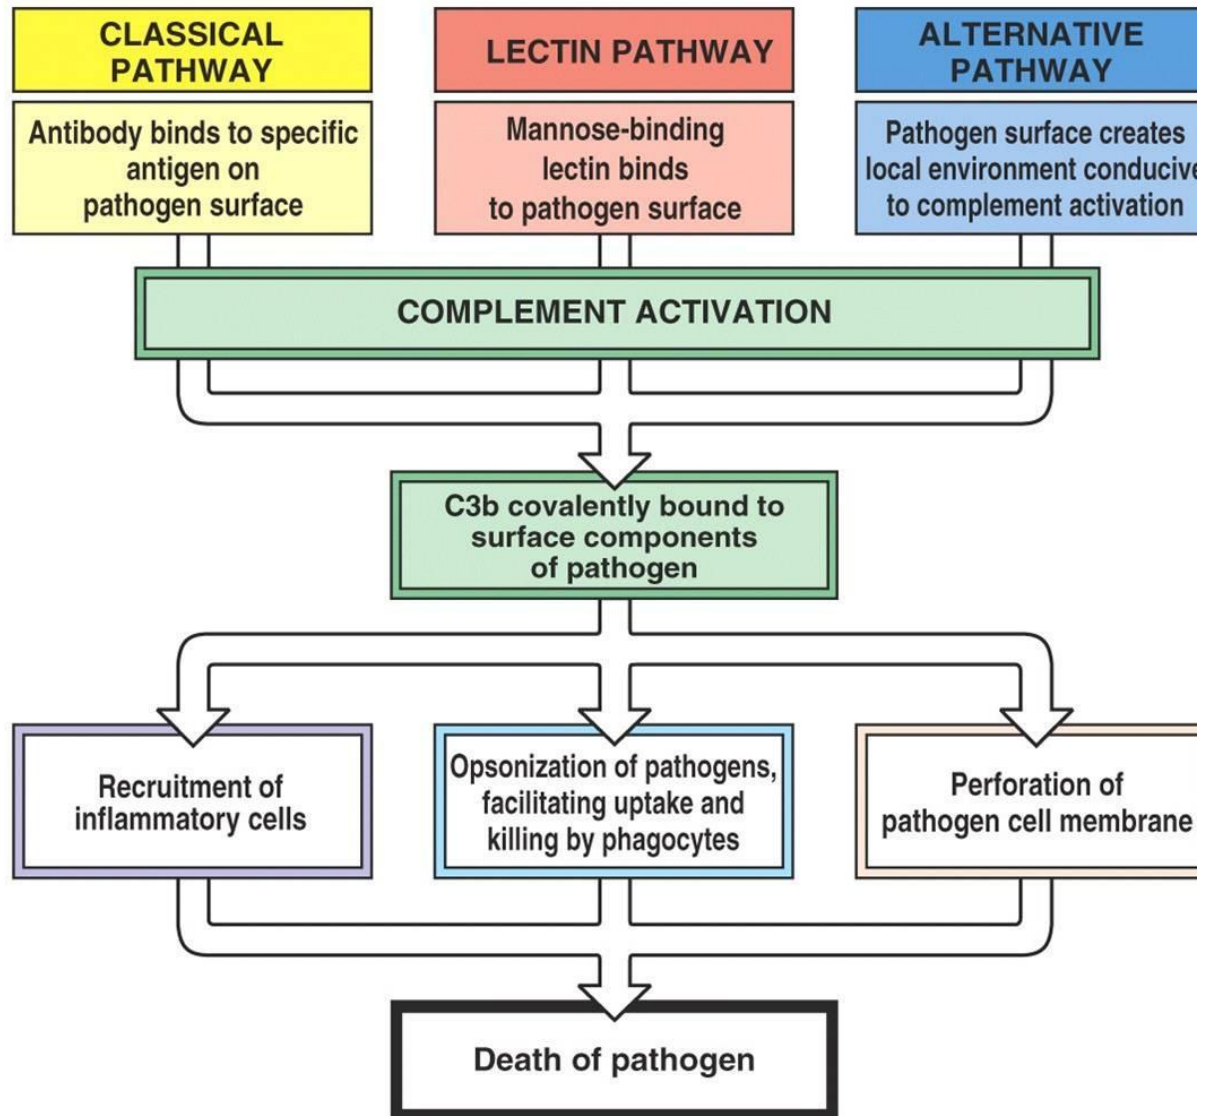 CLASSICAL
PATHWAY
LECTIN PATHWAY
ALTERNATIVE
PATHWAY
Antibody binds to specific
antigen on
pathogen surface
Mannose-binding
lectin binds
to pathogen surface
Pathogen surface creates
local environment conducive
to complement activation
COMPLEMENT ACTIVATION
C3b covalently bound to
surface components
of pathogen
Recruitment of
inflammatory cells
Opsonization of pathogens,
facilitating uptake and
killing by phagocytes
Perforation of
pathogen cell membrane
Death of pathogen